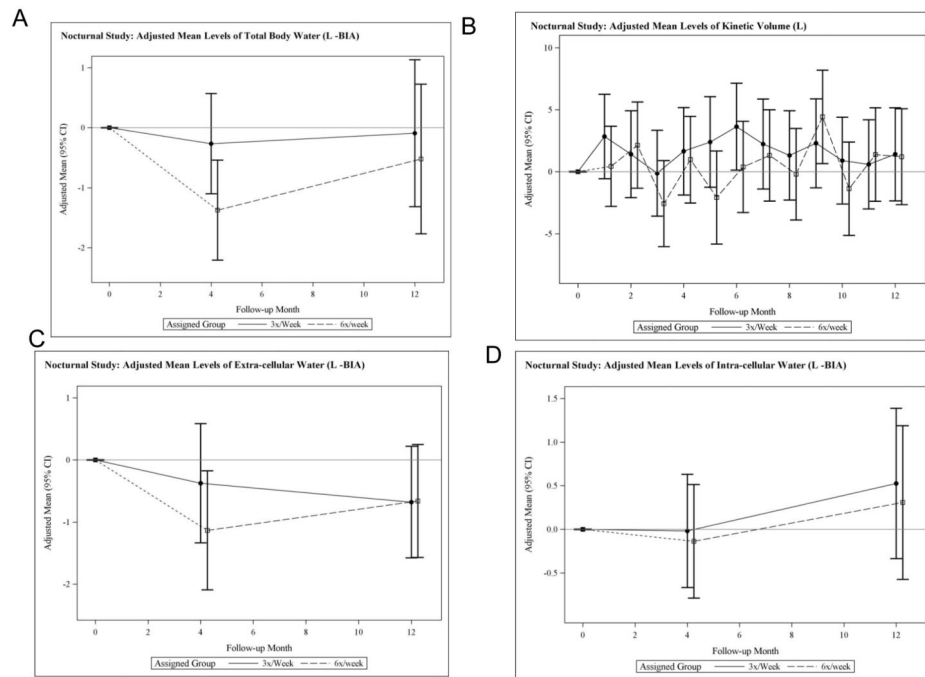 A
Nocturnal Study: Adjusted Mean Levels of Total Body Water (L -BIA)
Adjusted Mean (95% CI)
1
0
-1
-2
0 2 4 6 8 10 12
Follow-up Month
Assigned Group 3x/Week 6x/week
B
Nocturnal Study: Adjusted Mean Levels of Kinetic Volume (L)
Adjusted Mean (95% CI)
10
5
0
-5
0 2 4 6 8 10 12
Follow-up Month
Assigned Group 3x/Week 6x/week
C
Nocturnal Study: Adjusted Mean Levels of Extra-cellular Water (L -BIA)
Adjusted Mean (95% CI)
1
0
-1
-2
0 2 4 6 8 10 12
Follow-up Month
Assigned Group 3x/Week 6x/week
D
Nocturnal Study: Adjusted Mean Levels of Intra-cellular Water (L -BIA)
Adjusted Mean (95% CI)
1.5
1.0
0.5
0.0
-0.5
0 2 4 6 8 10 12
Follow-up Month
Assigned Group 3x/Week 6x/week